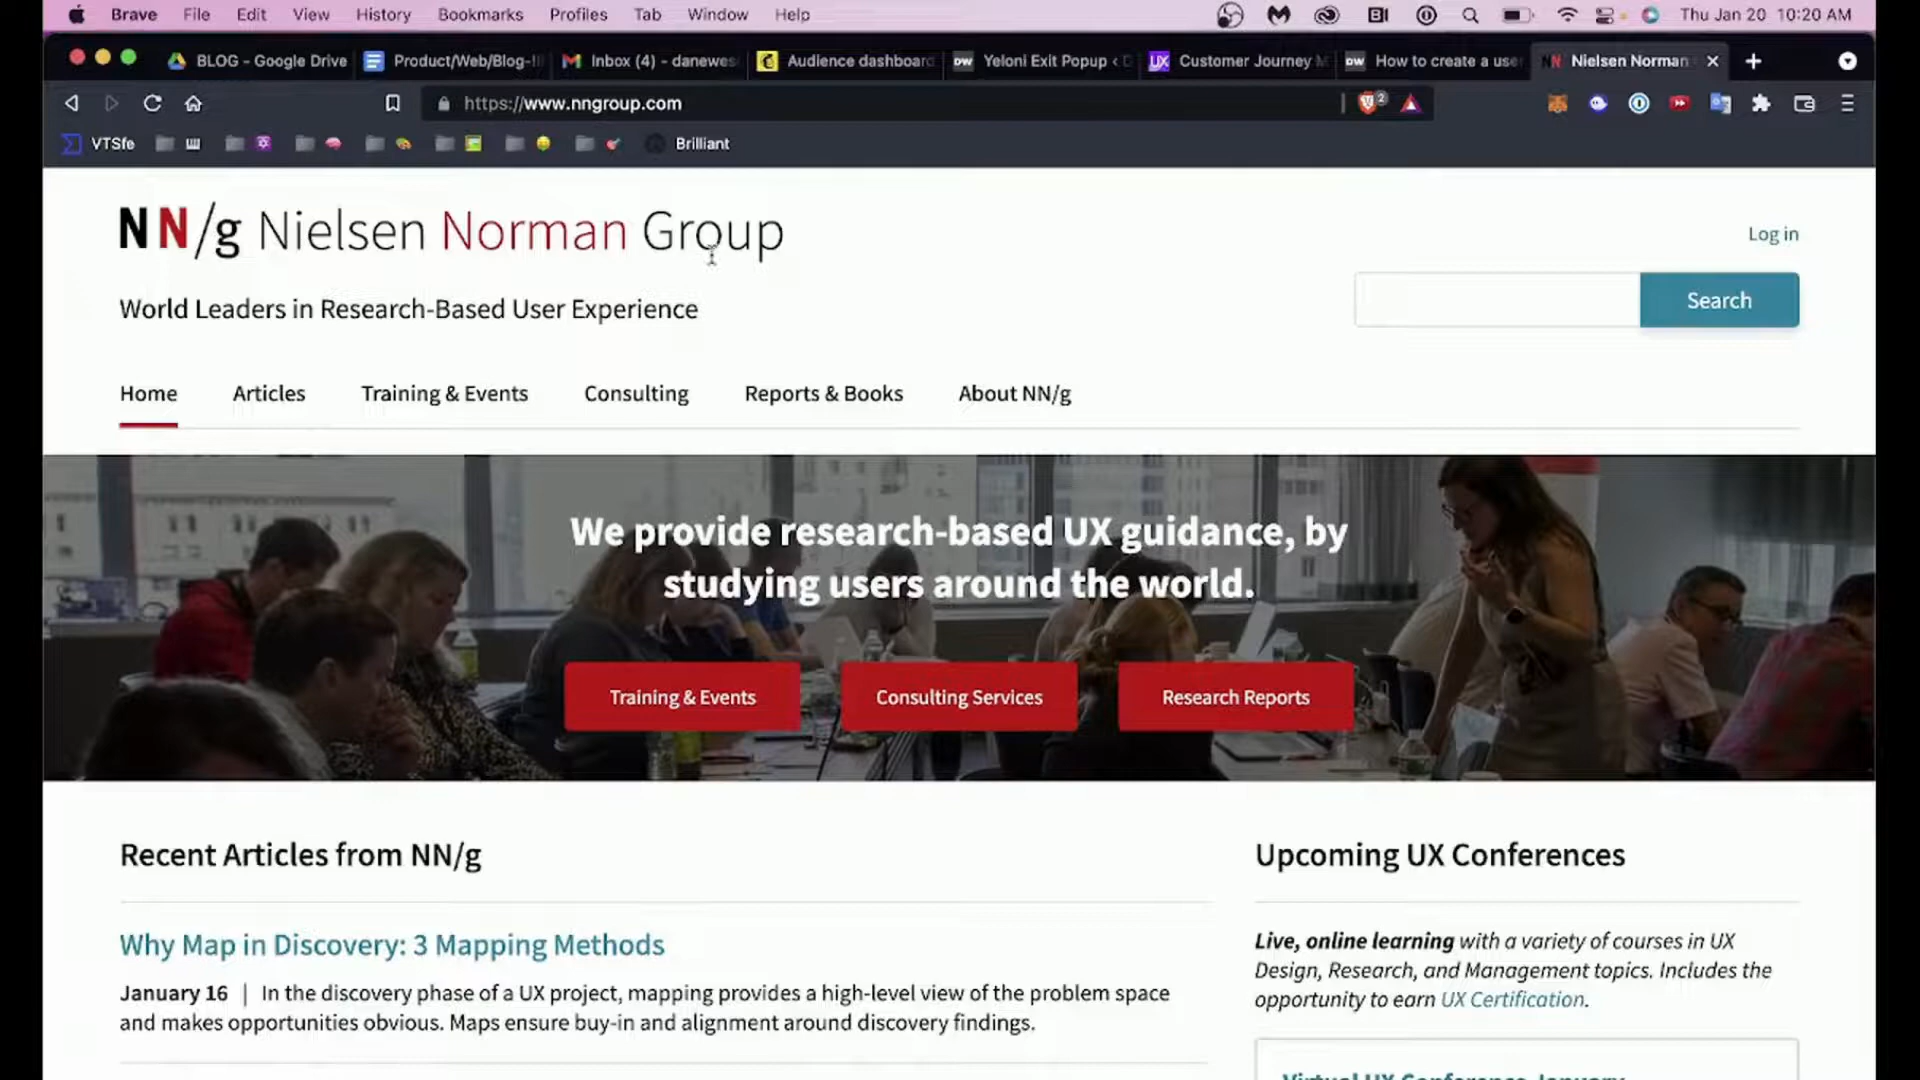 Brave File Edit View History Bookmarks Profiles Tab Window Help Thu Jan 20 10:20 AM
BLOG - Google Drive Product/Web/Blog- Inbox (4) - danewes Audience dashboard Yeloni Exit Popup ‹ Customer Journey How to create a use Nielsen Norman
https://www.nngroup.com 2
VTSfe Brilliant
NN/g Nielsen Norman Group
Log in
World Leaders in Research-Based User Experience
Search
Home Articles Training & Events Consulting Reports & Books About NN/g
We provide research-based UX guidance, by
studying users around the world.
Training & Events Consulting Services Research Reports
Recent Articles from NN/g
Why Map in Discovery: 3 Mapping Methods
January 16 | In the discovery phase of a UX project, mapping provides a high-level view of the problem space
and makes opportunities obvious. Maps ensure buy-in and alignment around discovery findings.
Upcoming UX Conferences
Live, online learning with a variety of courses in UX
Design, Research, and Management topics. Includes the
opportunity to earn UX Certification.
Virtual UX Conference January